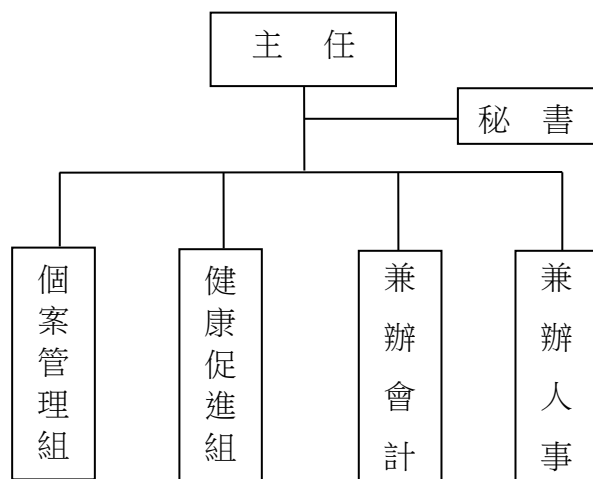 主 任
秘 書
個案管理組
健康促進組
兼辦會計
兼辦人事